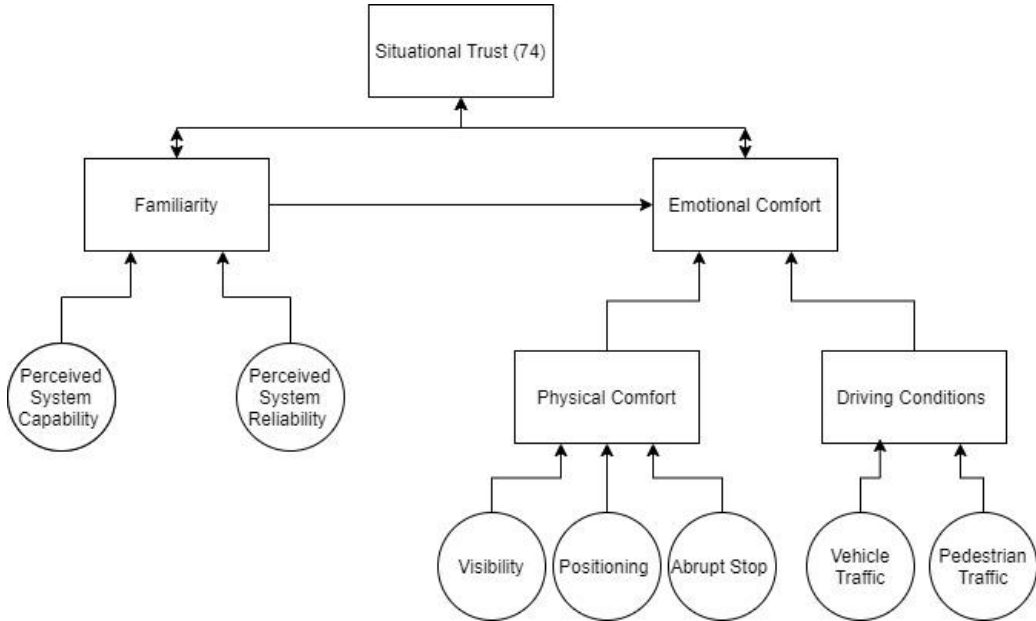 Situational Trust (74)
Familiarity
Emotional Comfort
Perceived
System
Capability
Perceived
System
Reliability
Physical Comfort
Driving Conditions
Visibility
Positioning
Abrupt Stop
Vehicle
Traffic
Pedestrian
Traffic